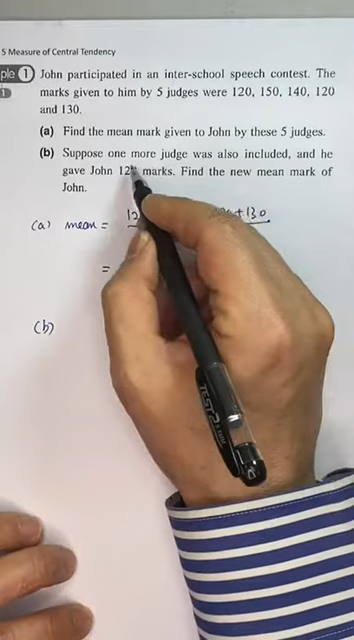 5 Measure of Central Tendency
ple 1 John participated in an inter-school speech contest. The
1 marks given to him by 5 judges were 120, 150, 140, 120
and 130.
(a) Find the mean mark given to John by these 5 judges.
(b) Suppose one more judge was also included, and he
gave John marks. Find the new mean mark of
John.
(a) mean = +130
=
(b)